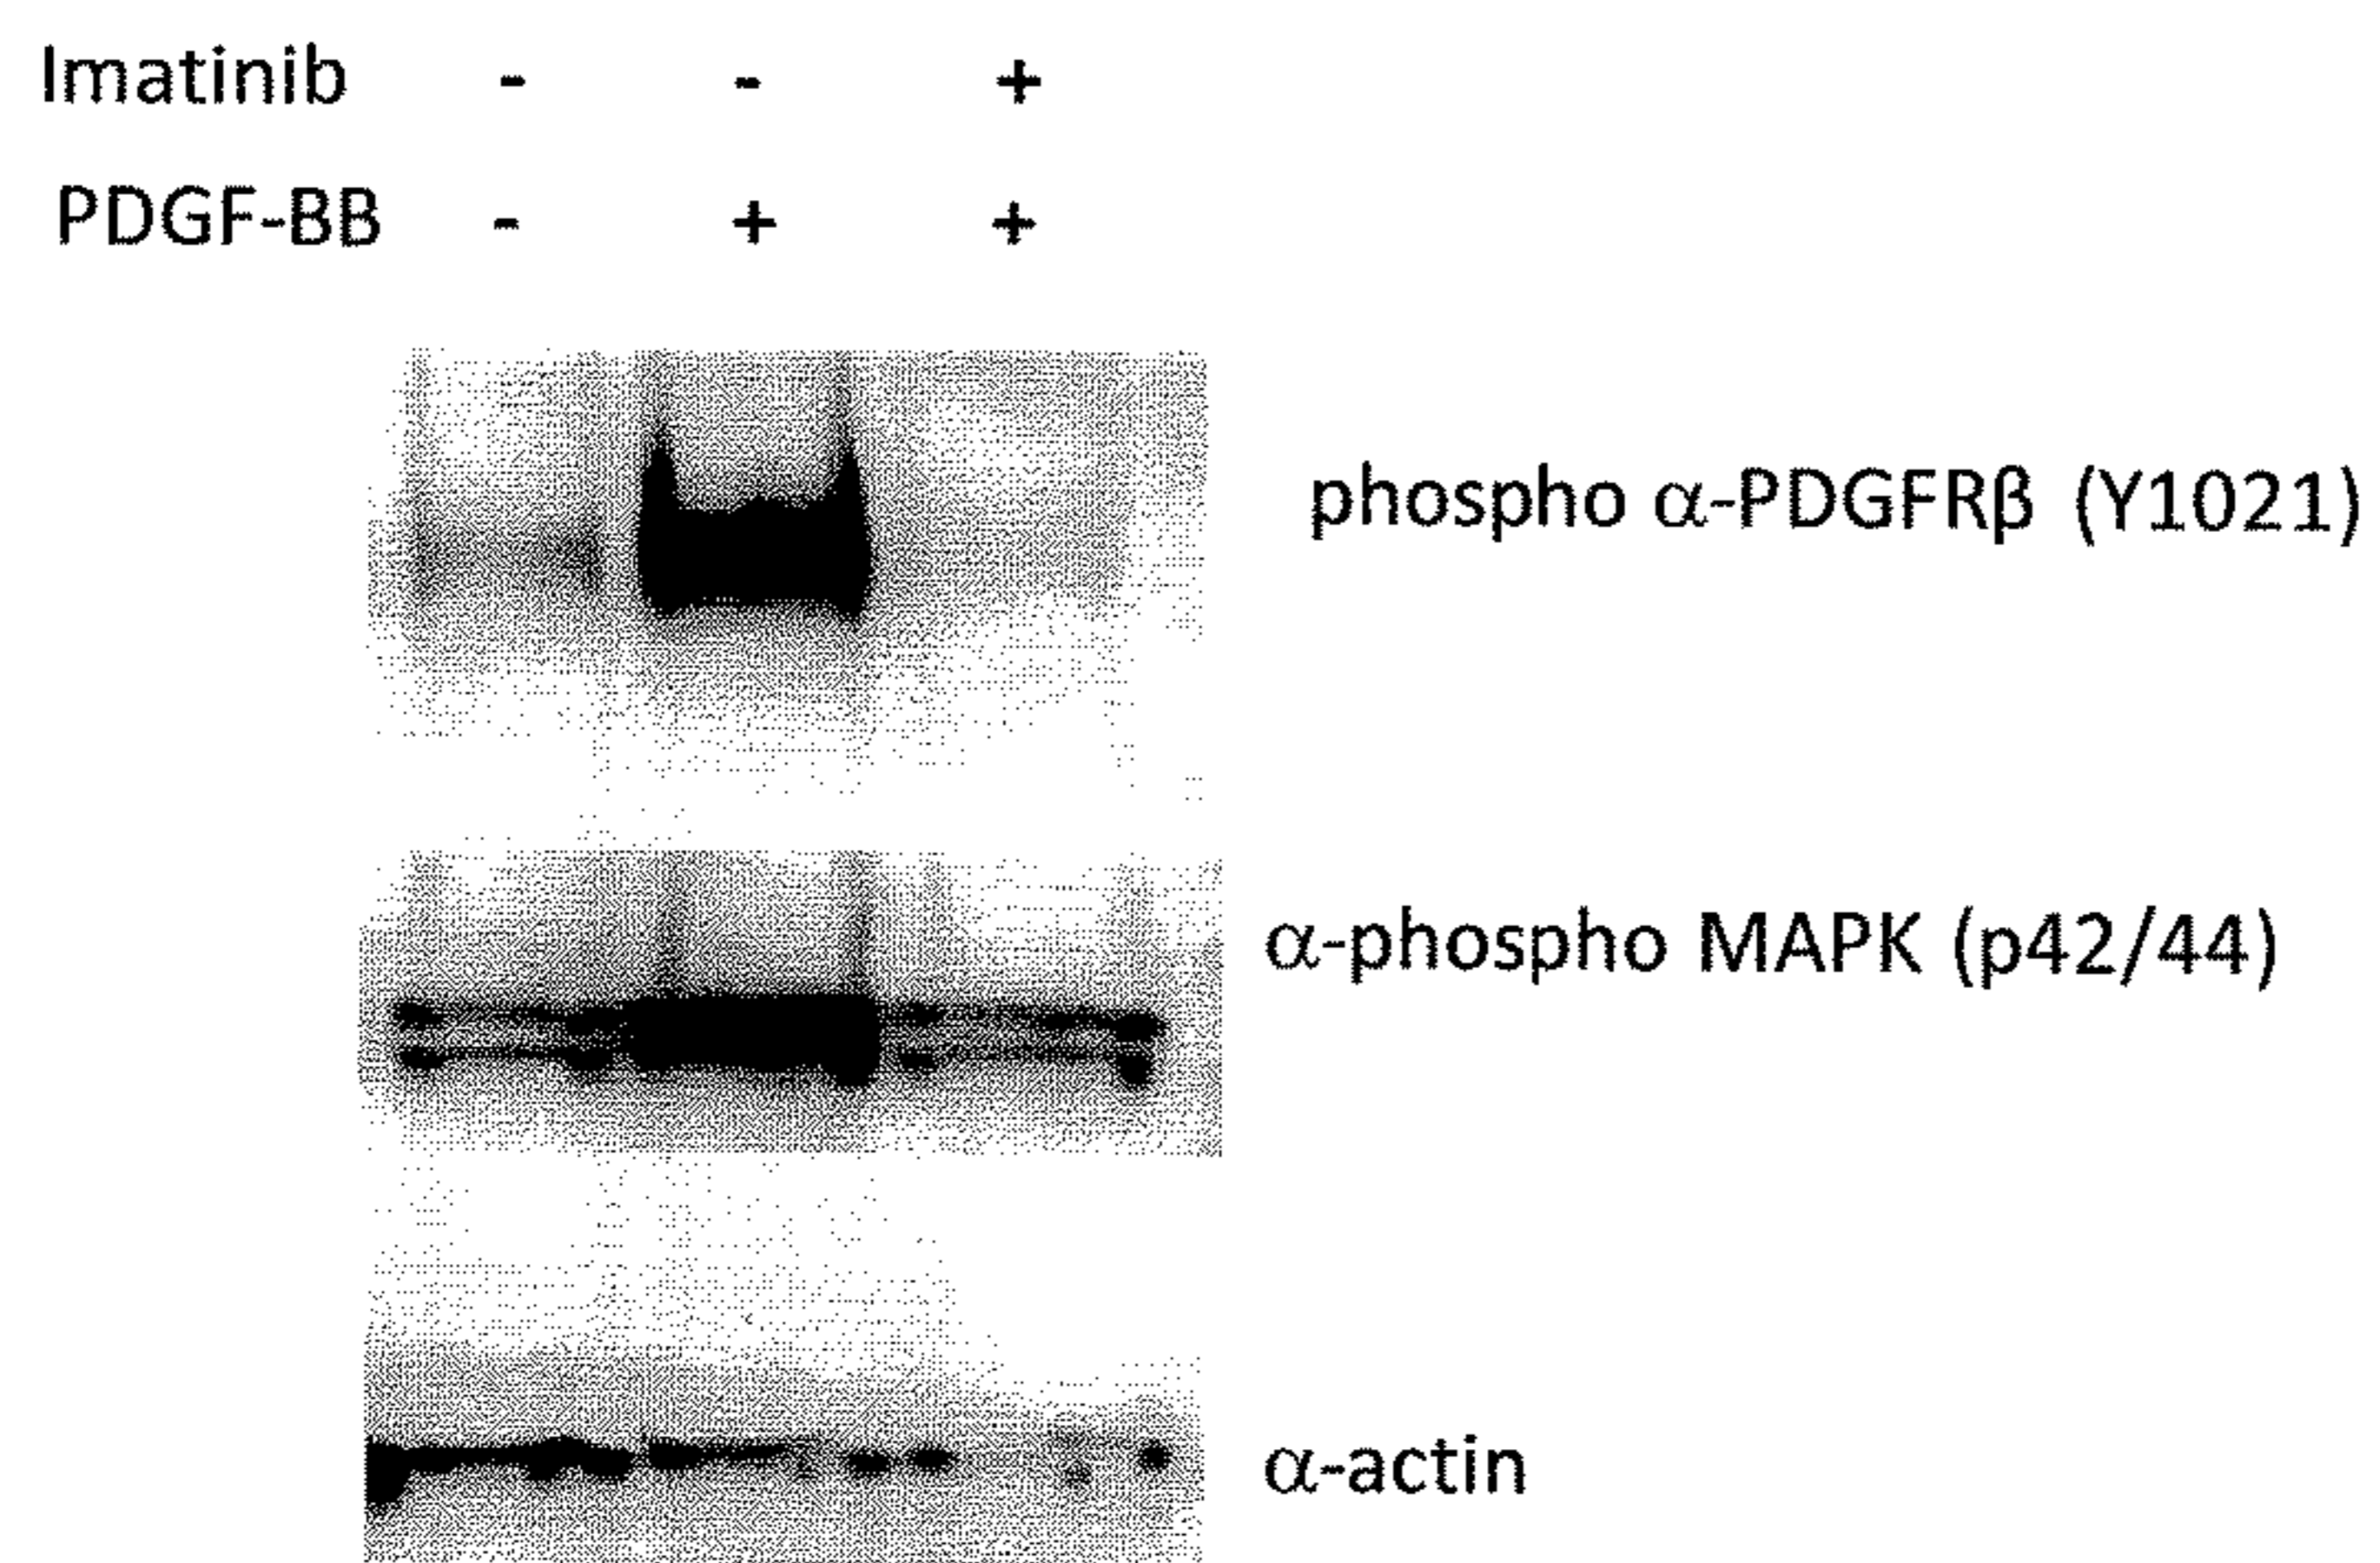 Imatinib - - +
PDGF-BB - + +
phospho α-PDGFRβ (Y1021)
α-phospho MAPK (p42/44)
α-actin